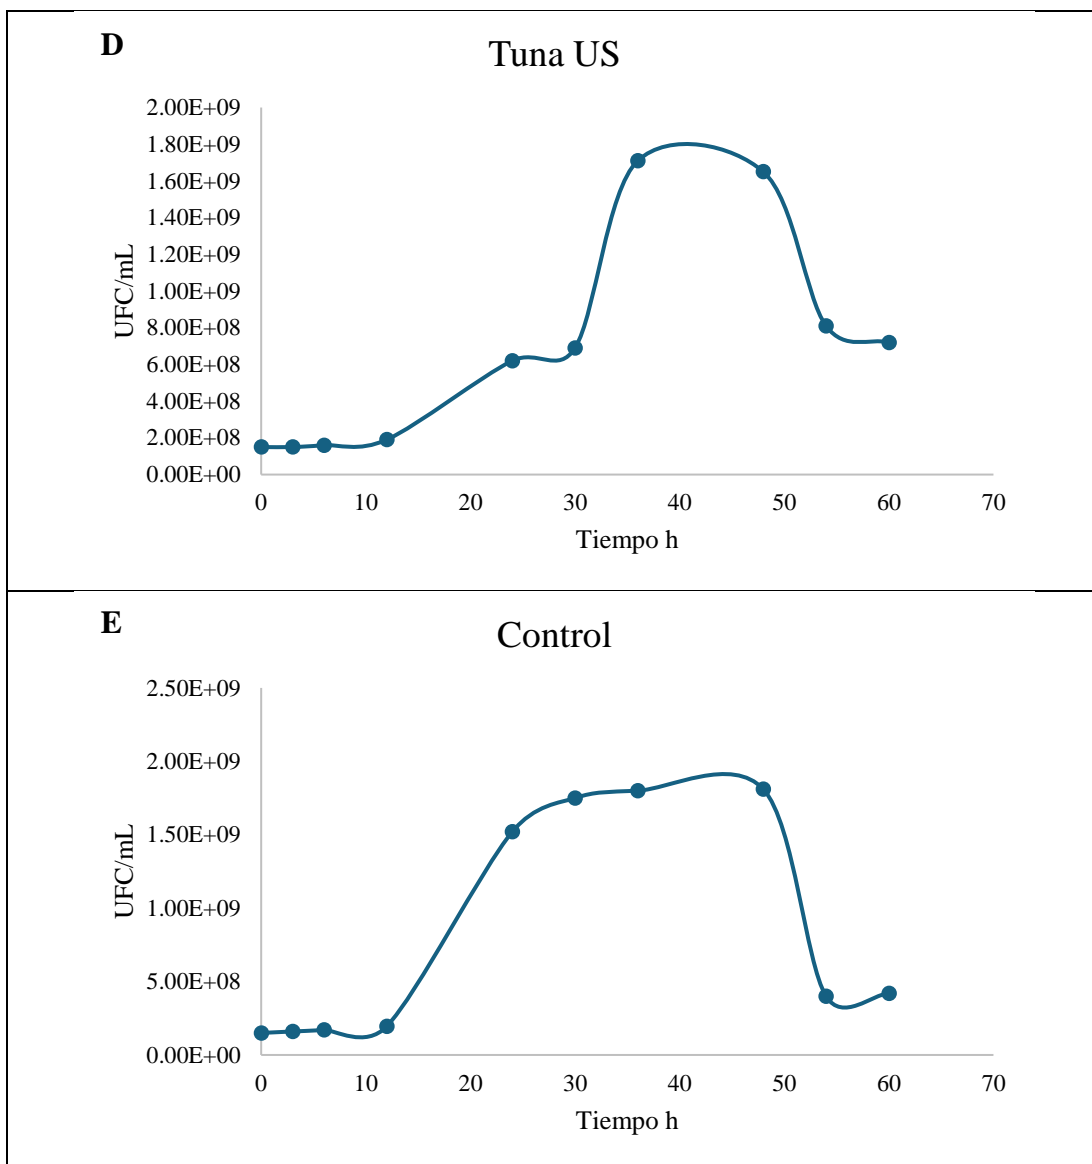 D
Tuna US
2.00E+09
1.80E+09
1.60E+09
1.40E+09
1.20E+09
1.00E+09
8.00E+08
6.00E+08
4.00E+08
2.00E+08
0.00E+00
UFC/mL
0 10 20 30 40 50 60 70
Tiempo h
E
Control
2.50E+09
2.00E+09
1.50E+09
1.00E+09
5.00E+08
0.00E+00
UFC/mL
0 10 20 30 40 50 60 70
Tiempo h